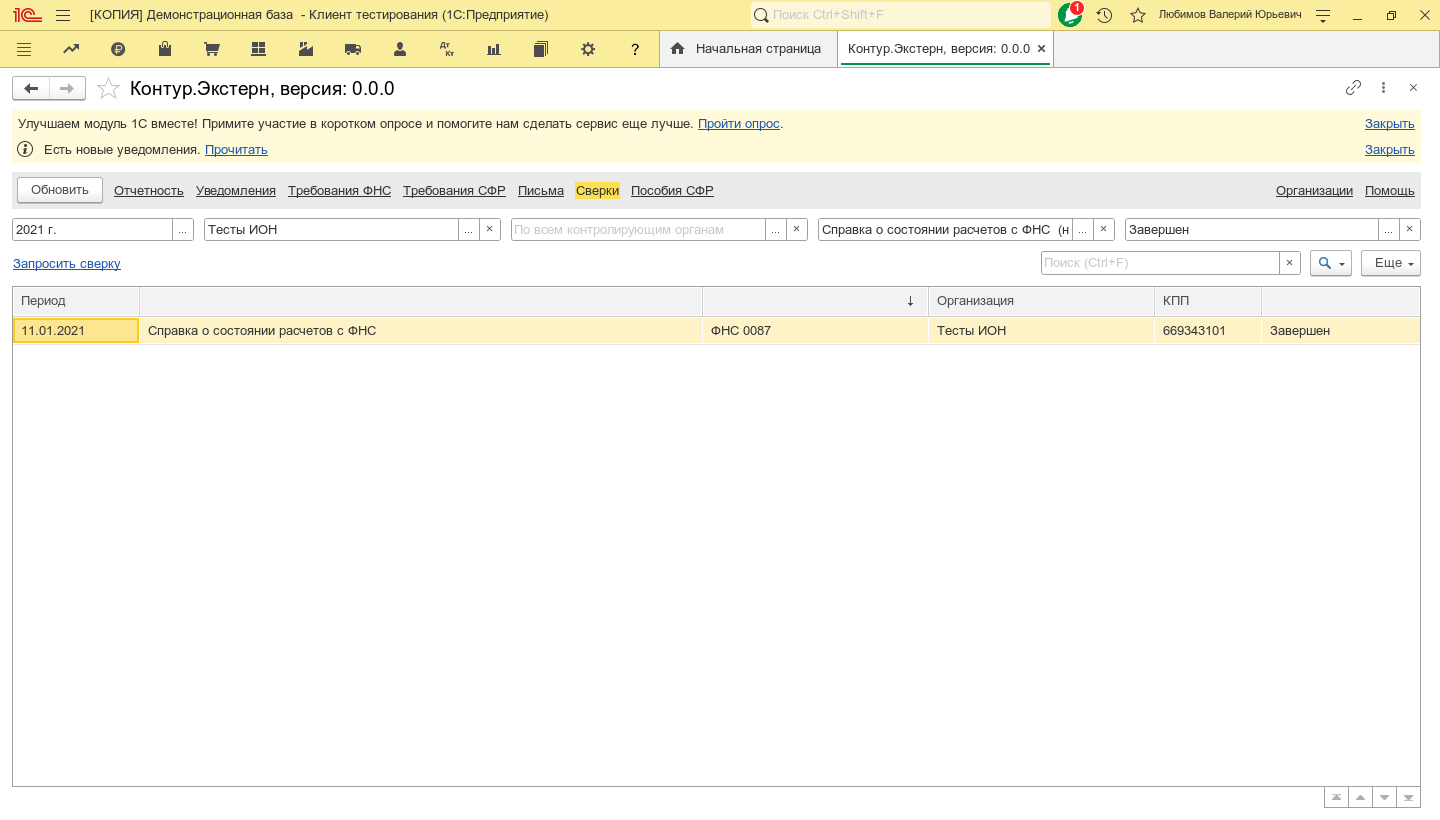 1С [КОПИЯ] Демонстрационная база - Клиент тестирования (1С:Предприятие) Поиск Ctrl+Shift+F 1 Любимов Валерий Юрьевич
Дт Кт ? Начальная страница Контур.Экстерн, версия: 0.0.0 ×
Контур.Экстерн, версия: 0.0.0
Улучшаем модуль 1С вместе! Примите участие в коротком опросе и помогите нам сделать сервис еще лучше. Пройти опрос. Закрыть
Есть новые уведомления. Прочитать Закрыть
Обновить Отчетность Уведомления Требования ФНС Требования СФР Письма Сверки Пособия СФР Организации Помощь
2021 г. ... Тесты ИОН ... × По всем контролирующим органам ... × Справка о состоянии расчетов с ФНС (н ... × Завершен ... ×
Запросить сверку Поиск (Ctrl+F) × Еще
Период ↓ Организация КПП
11.01.2021 Справка о состоянии расчетов с ФНС ФНС 0087 Тесты ИОН 669343101 Завершен